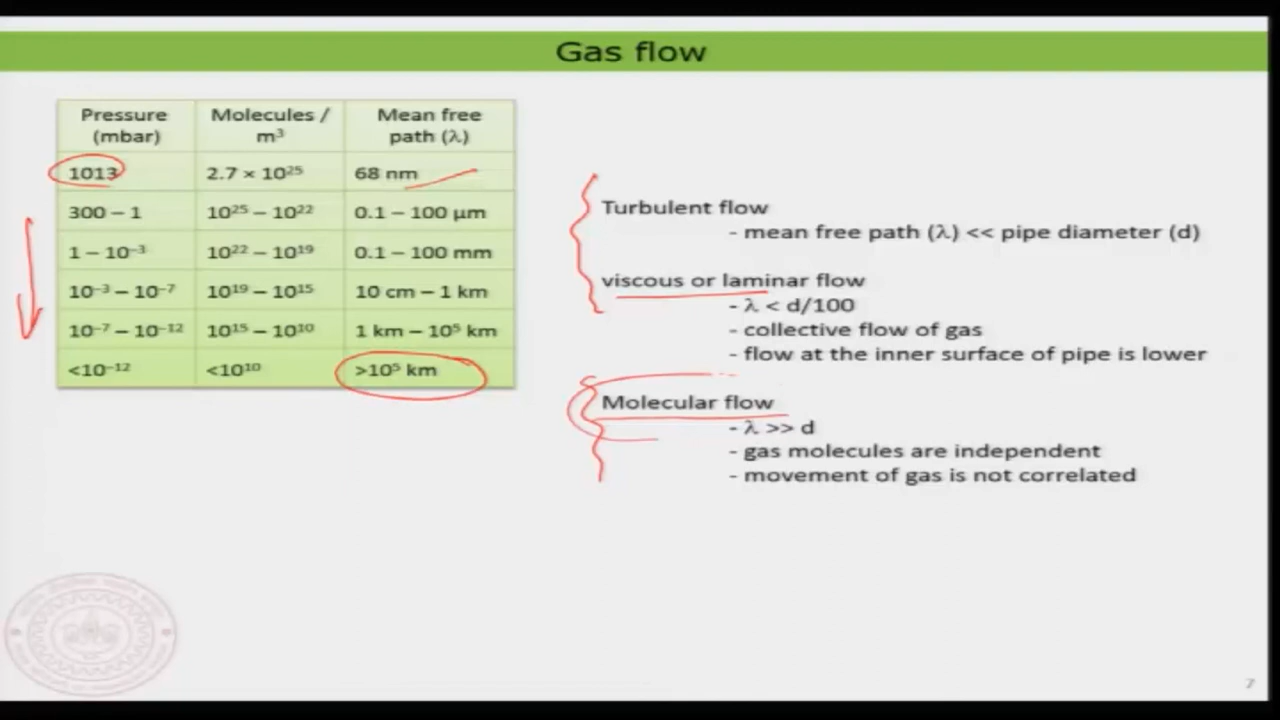 Gas flow
Pressure (mbar) Molecules / m³ Mean free path (λ)
1013 2.7 × 10²⁵ 68 nm
300 – 1 10²⁵ – 10²² 0.1 – 100 μm
1 – 10⁻³ 10²² – 10¹⁹ 0.1 – 100 mm
10⁻³ – 10⁻⁷ 10¹⁹ – 10¹⁵ 10 cm – 1 km
10⁻⁷ – 10⁻¹² 10¹⁵ – 10¹⁰ 1 km – 10⁵ km
<10⁻¹² <10¹⁰ >10⁵ km
Turbulent flow
- mean free path (λ) << pipe diameter (d)
viscous or laminar flow
- λ < d/100
- collective flow of gas
- flow at the inner surface of pipe is lower
Molecular flow
- λ >> d
- gas molecules are independent
- movement of gas is not correlated
7